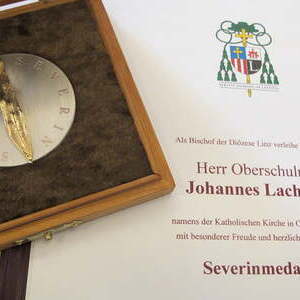 SEVERIN
Als Bischof der Diözese Linz verleihe
Herr Oberschul
Johannes Lach
namens der Katholischen Kirche in O
mit besonderer Freude und herzlich
Severinmeda